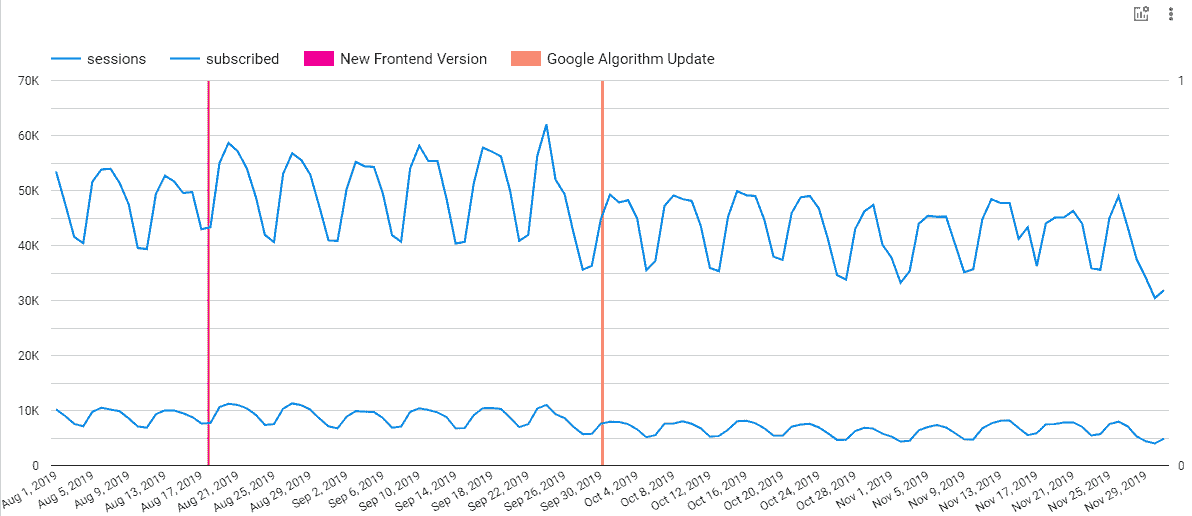 sessions subscribed New Frontend Version Google Algorithm Update
70K 1
60K
50K
40K
30K
20K
10K
0 0
Aug 1, 2019 Aug 5, 2019 Aug 9, 2019 Aug 13, 2019 Aug 17, 2019 Aug 21, 2019 Aug 25, 2019 Aug 29, 2019 Sep 2, 2019 Sep 6, 2019 Sep 10, 2019 Sep 14, 2019 Sep 18, 2019 Sep 22, 2019 Sep 26, 2019 Sep 30, 2019 Oct 4, 2019 Oct 8, 2019 Oct 12, 2019 Oct 16, 2019 Oct 20, 2019 Oct 24, 2019 Oct 28, 2019 Nov 1, 2019 Nov 5, 2019 Nov 9, 2019 Nov 13, 2019 Nov 17, 2019 Nov 21, 2019 Nov 25, 2019 Nov 29, 2019